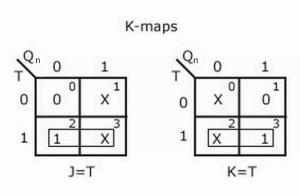 K-maps
Qn Qn
T 0 1 T 0 1
0 1 0 1
0 0 X 0 X 0
2 3 2 3
1 1 X 1 X 1
J=T K=T